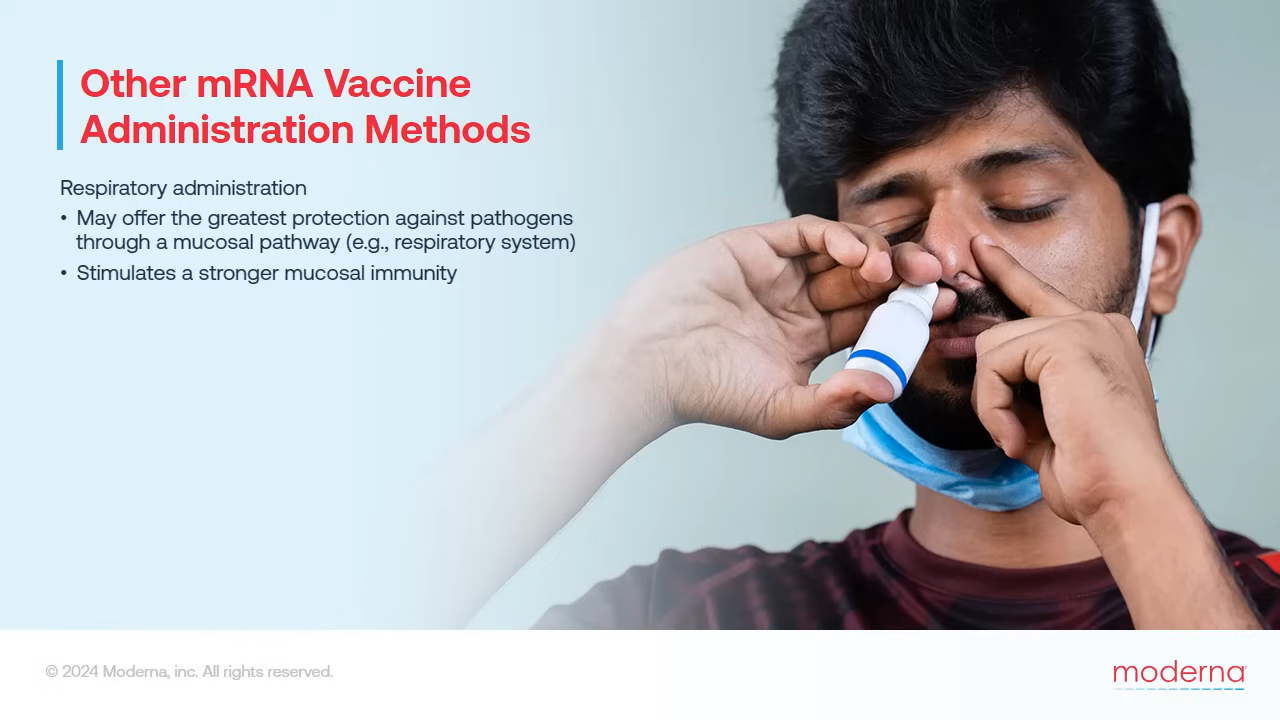 Other mRNA Vaccine
Administration Methods
Respiratory administration
• May offer the greatest protection against pathogens
through a mucosal pathway (e.g., respiratory system)
• Stimulates a stronger mucosal immunity
© 2024 Moderna, inc. All rights reserved.
moderna